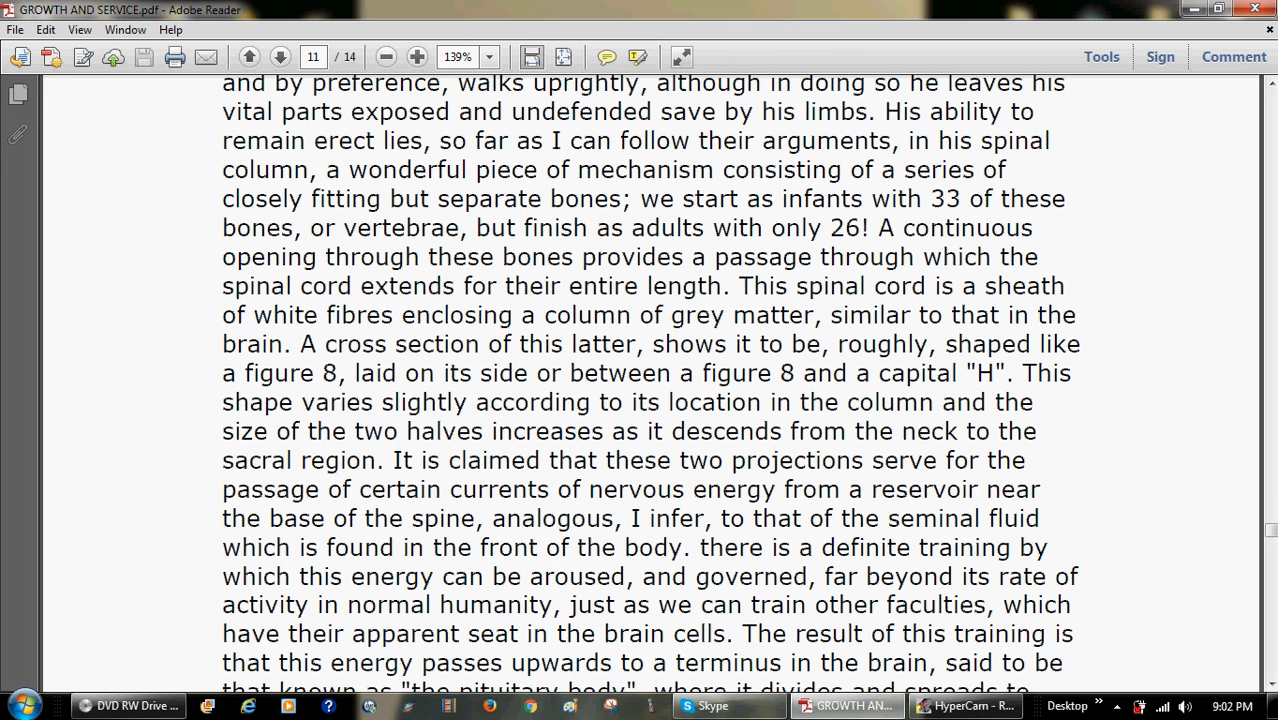 GROWTH AND SERVICE.pdf - Adobe Reader
File Edit View Window Help
11 / 14 139% Tools Sign Comment
and by preference, walks uprightly, although in doing so he leaves his
vital parts exposed and undefended save by his limbs. His ability to
remain erect lies, so far as I can follow their arguments, in his spinal
column, a wonderful piece of mechanism consisting of a series of
closely fitting but separate bones; we start as infants with 33 of these
bones, or vertebrae, but finish as adults with only 26! A continuous
opening through these bones provides a passage through which the
spinal cord extends for their entire length. This spinal cord is a sheath
of white fibres enclosing a column of grey matter, similar to that in the
brain. A cross section of this latter, shows it to be, roughly, shaped like
a figure 8, laid on its side or between a figure 8 and a capital "H". This
shape varies slightly according to its location in the column and the
size of the two halves increases as it descends from the neck to the
sacral region. It is claimed that these two projections serve for the
passage of certain currents of nervous energy from a reservoir near
the base of the spine, analogous, I infer, to that of the seminal fluid
which is found in the front of the body. there is a definite training by
which this energy can be aroused, and governed, far beyond its rate of
activity in normal humanity, just as we can train other faculties, which
have their apparent seat in the brain cells. The result of this training is
that this energy passes upwards to a terminus in the brain, said to be
that known as "the pituitary body", where it divides and spreads to
DVD RW Drive ... Skype GROWTH AN... HyperCam - R... Desktop 9:02 PM